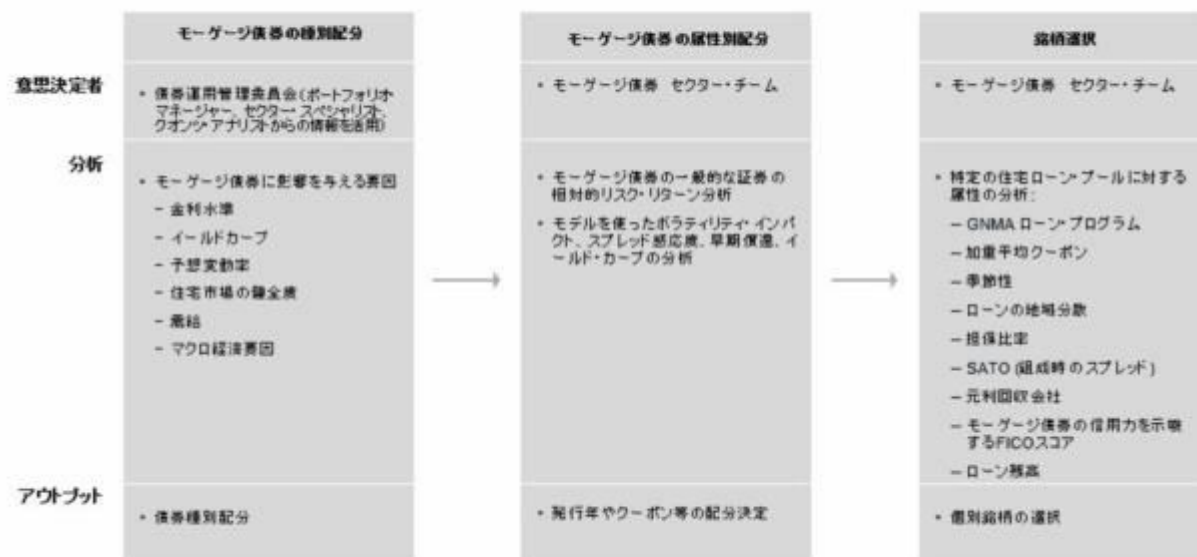 モーゲージ債券の種別配分
モーゲージ債券の属性別配分
銘柄選択
意思決定者
• 債券運用管理委員会(ポートフォリオ
マネージャー、セクター・スペシャリスト、
クオンツ・アナリストからの情報を活用)
• モーゲージ債券 セクター・チーム
• モーゲージ債券 セクター・チーム
分析
• モーゲージ債券に影響を与える要因
− 金利水準
− イールドカーブ
− 予想変動率
− 住宅市場の健全度
− 需給
− マクロ経済要因
• モーゲージ債券の一般的な証券の
相対的リスク・リターン分析
• モデルを使ったボラティリティ・インパ
クト、スプレッド感応度、早期償還、イ
ールド・カーブの分析
• 特定の住宅ローン・プールに対する
属性の分析:
− GNMA ローン・プログラム
− 加重平均クーポン
− 季節性
− ローンの地域分散
− 担保比率
− SATO (組成時のスプレッド)
− 元利回収会社
− モーゲージ債券の信用力を示唆
するFICOスコア
− ローン残高
アウトプット
• 債券種別配分
• 発行年やクーポン等の配分決定
• 個別銘柄の選択